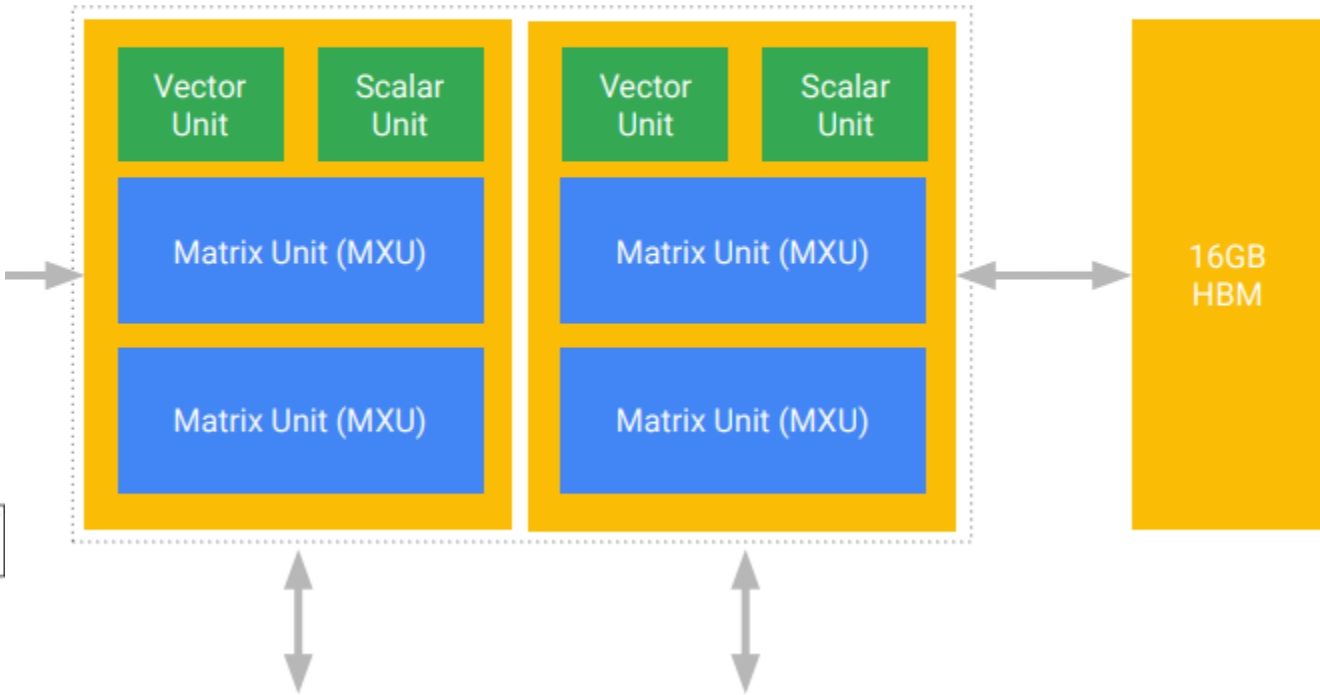 Vector
Unit
Scalar
Unit
Vector
Unit
Scalar
Unit
Matrix Unit (MXU)
Matrix Unit (MXU)
16GB
HBM
Matrix Unit (MXU)
Matrix Unit (MXU)